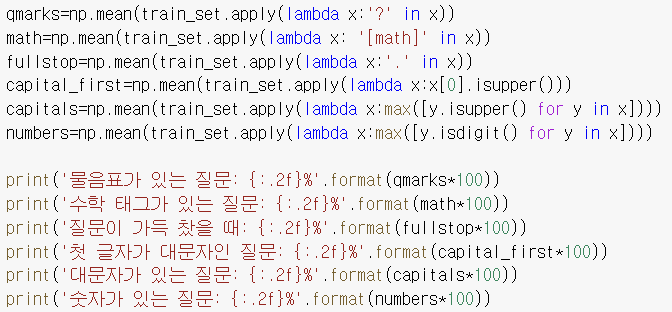 qmarks=np.mean(train_set.apply(lambda x:'?' in x))
math=np.mean(train_set.apply(lambda x: '[math]' in x))
fullstop=np.mean(train_set.apply(lambda x:'.' in x))
capital_first=np.mean(train_set.apply(lambda x:x[0].isupper()))
capitals=np.mean(train_set.apply(lambda x:max([y.isupper() for y in x])))
numbers=np.mean(train_set.apply(lambda x:max([y.isdigit() for y in x])))
print('물음표가 있는 질문: {:.2f}%'.format(qmarks*100))
print('수학 태그가 있는 질문: {:.2f}%'.format(math*100))
print('질문이 가득 찼을 때: {:.2f}%'.format(fullstop*100))
print('첫 글자가 대문자인 질문: {:.2f}%'.format(capital_first*100))
print('대문자가 있는 질문: {:.2f}%'.format(capitals*100))
print('숫자가 있는 질문: {:.2f}%'.format(numbers*100))